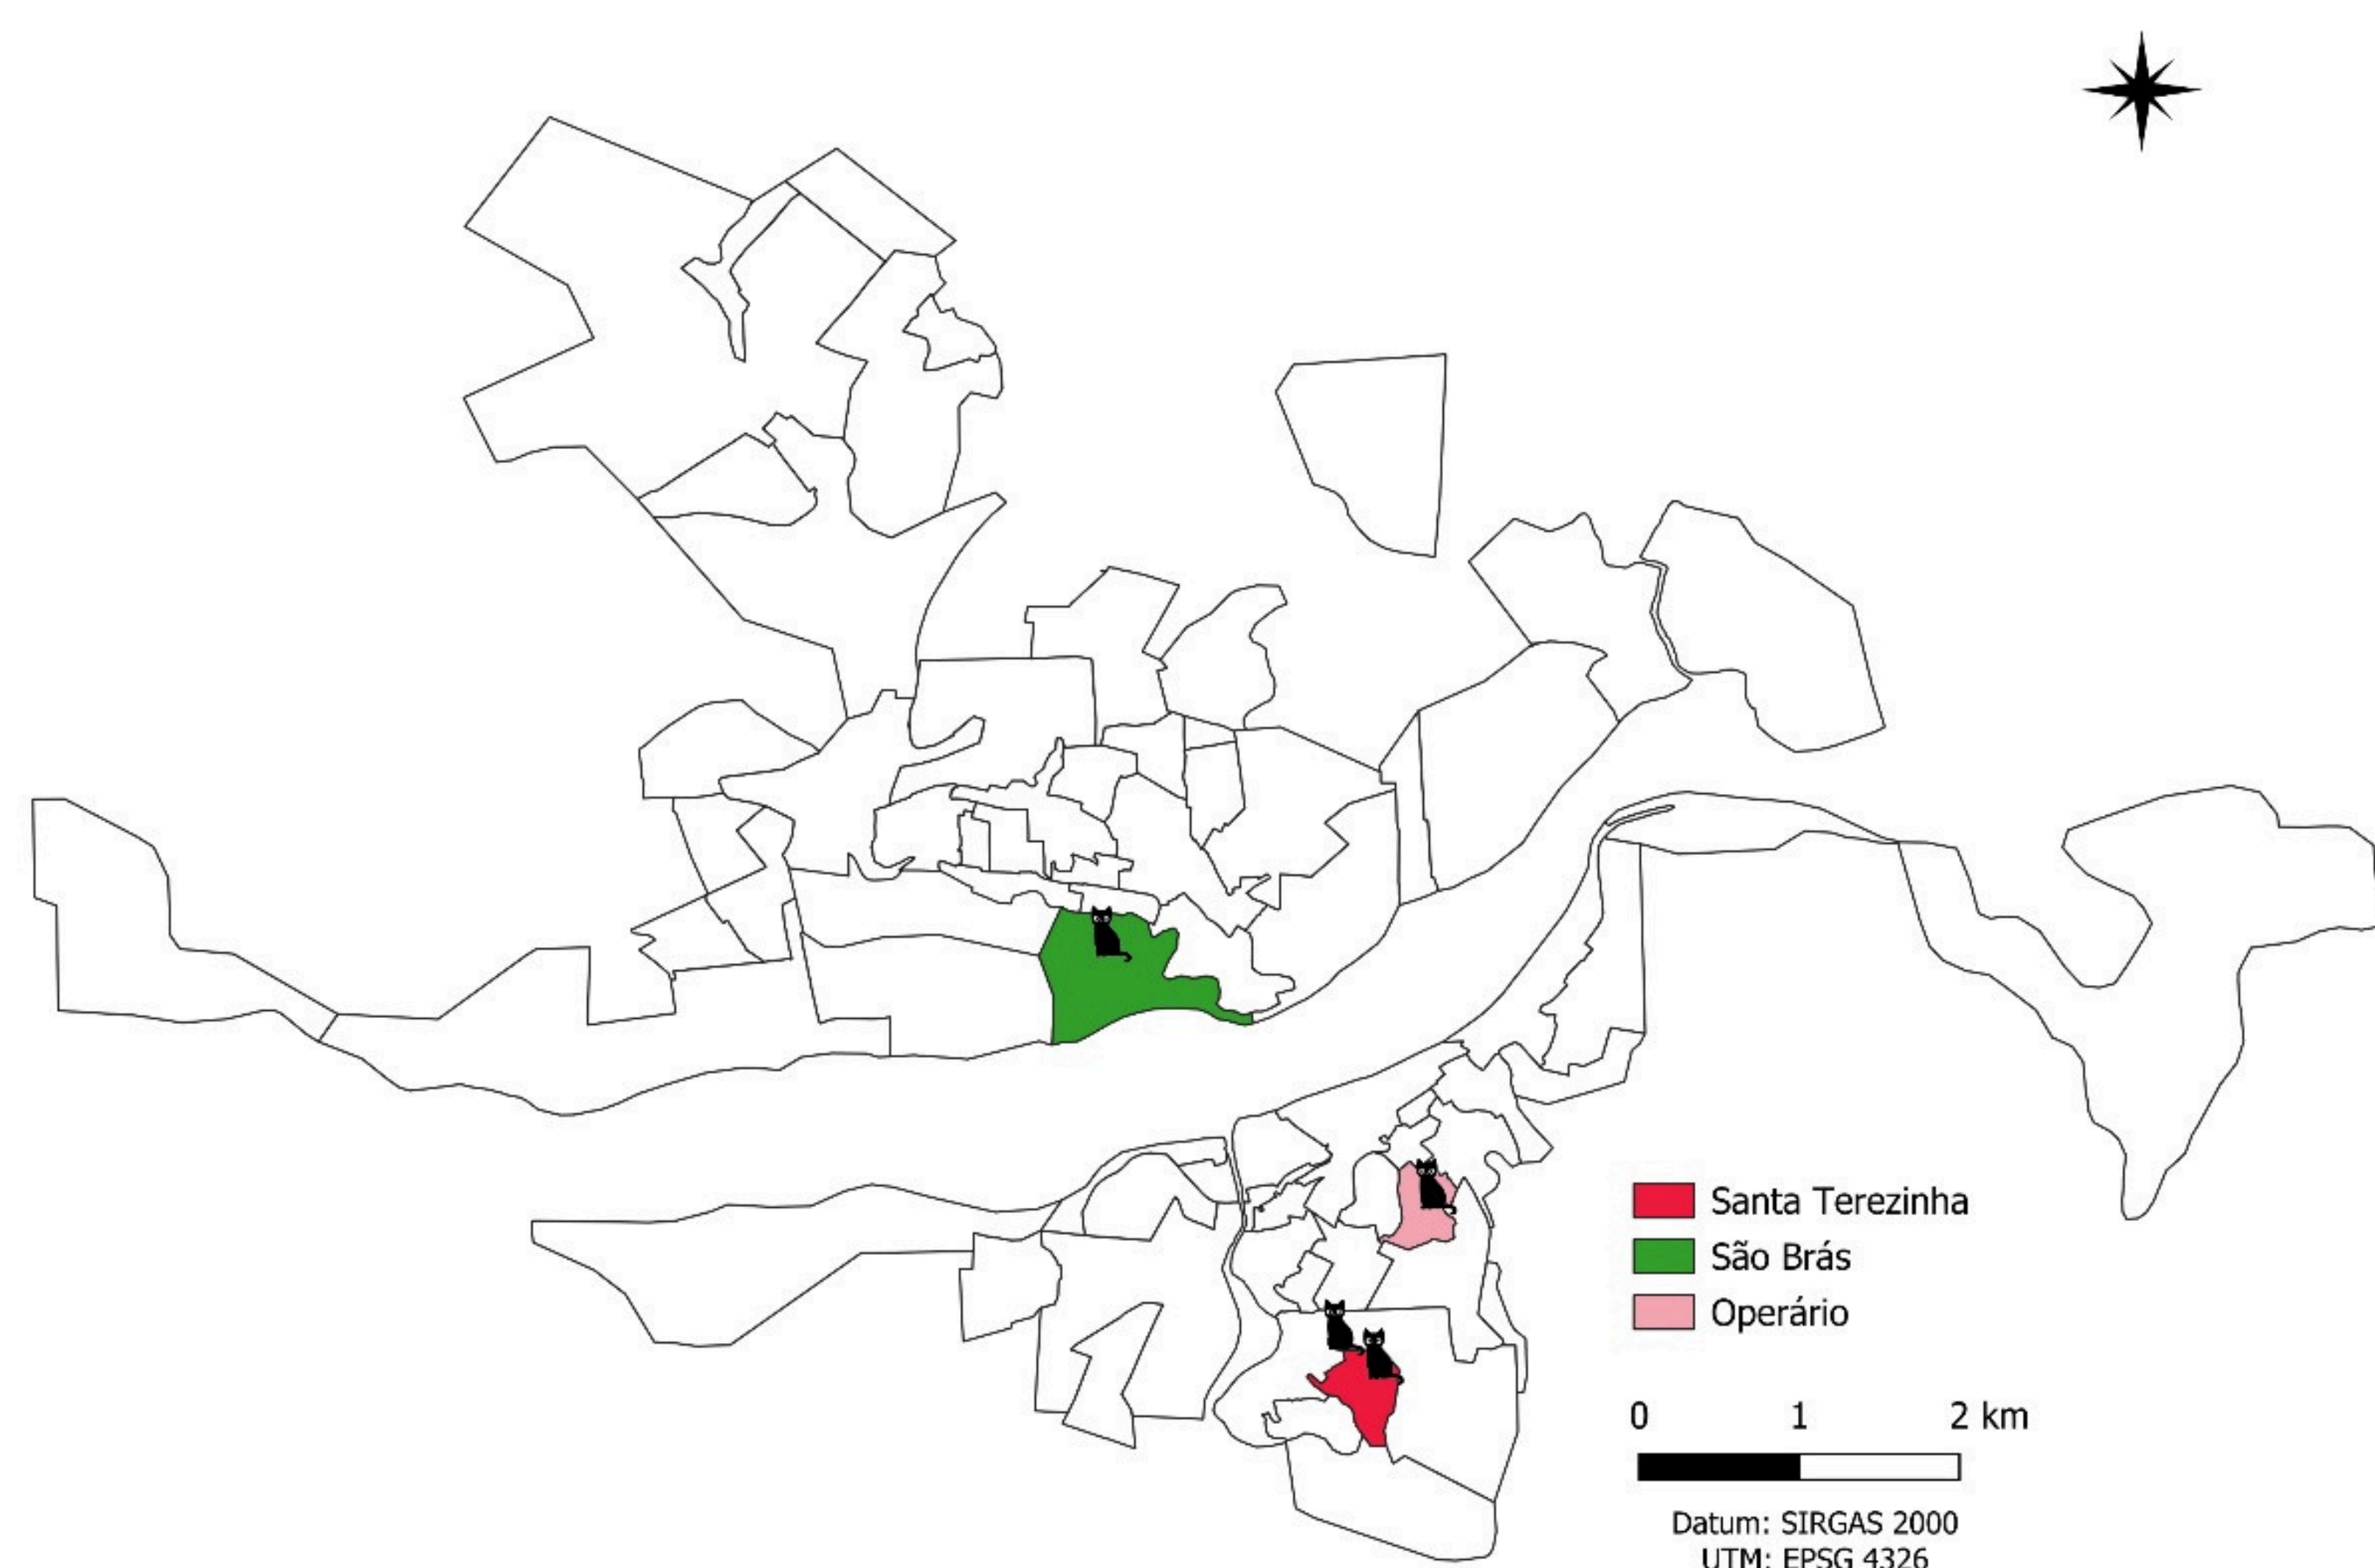 Santa Terezinha
São Brás
Operário
0 1 2 km
Datum: SIRGAS 2000
UTM: EPSG 4326